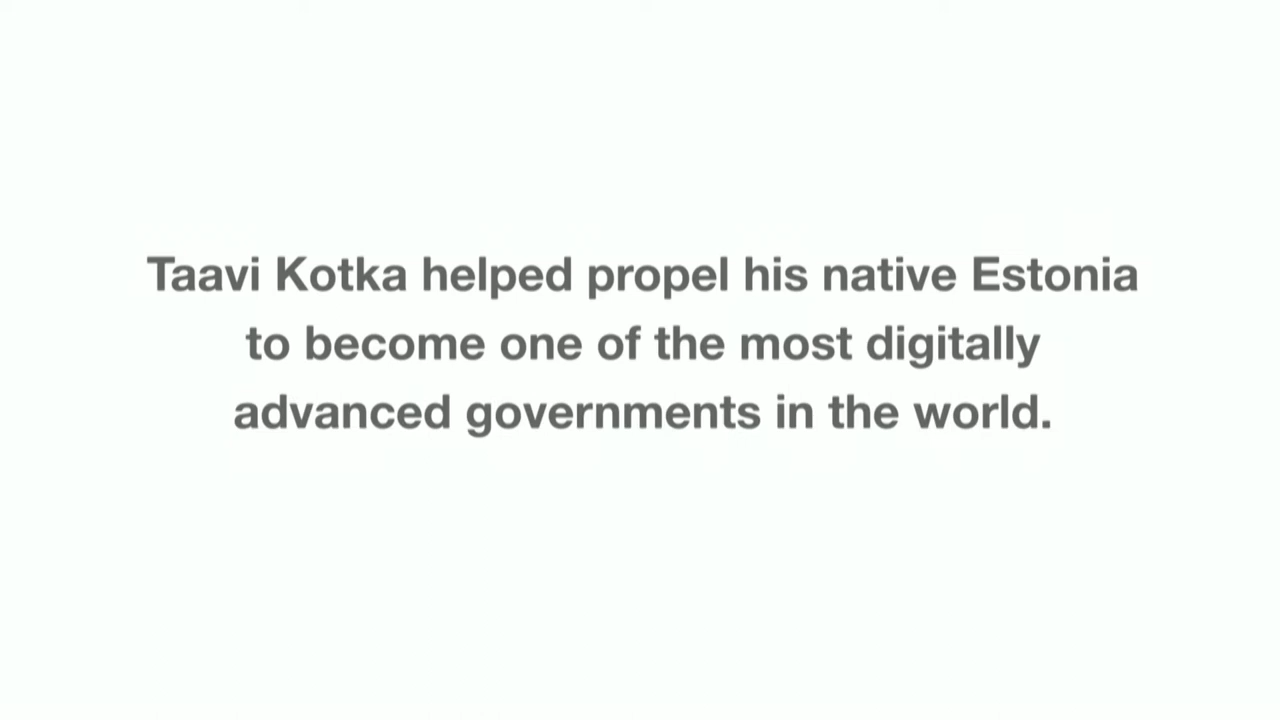 Taavi Kotka helped propel his native Estonia
to become one of the most digitally
advanced governments in the world.